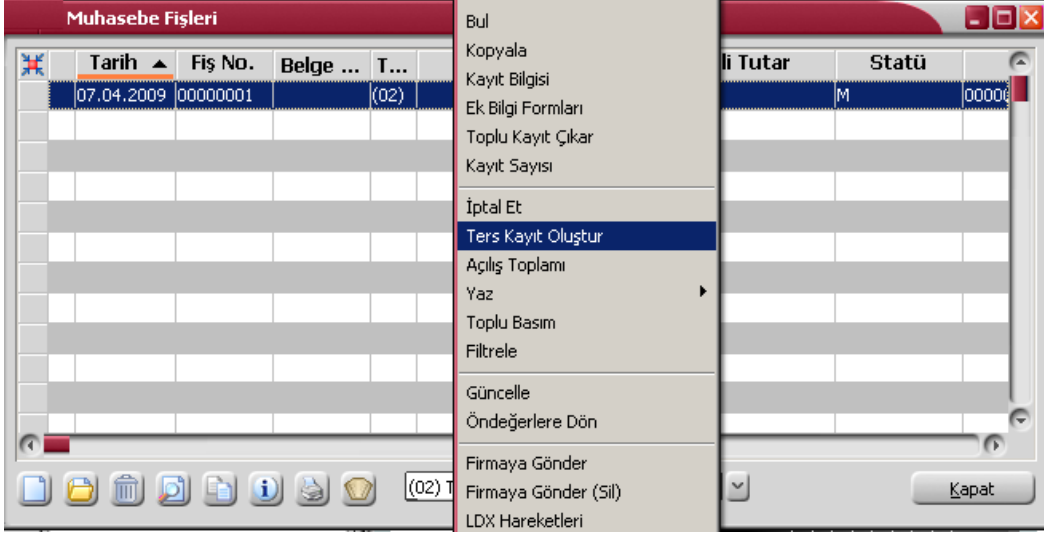 Muhasebe Fişleri
Tarih Fiş No. Belge ... T... li Tutar Statü
07.04.2009 00000001 (02) M 0000
Bul
Kopyala
Kayıt Bilgisi
Ek Bilgi Formları
Toplu Kayıt Çıkar
Kayıt Sayısı
İptal Et
Ters Kayıt Oluştur
Açılış Toplamı
Yaz
Toplu Basım
Filtrele
Güncelle
Öndeğerlere Dön
Firmaya Gönder
Firmaya Gönder (Sil)
LDX Hareketleri
(02) T
Kapat